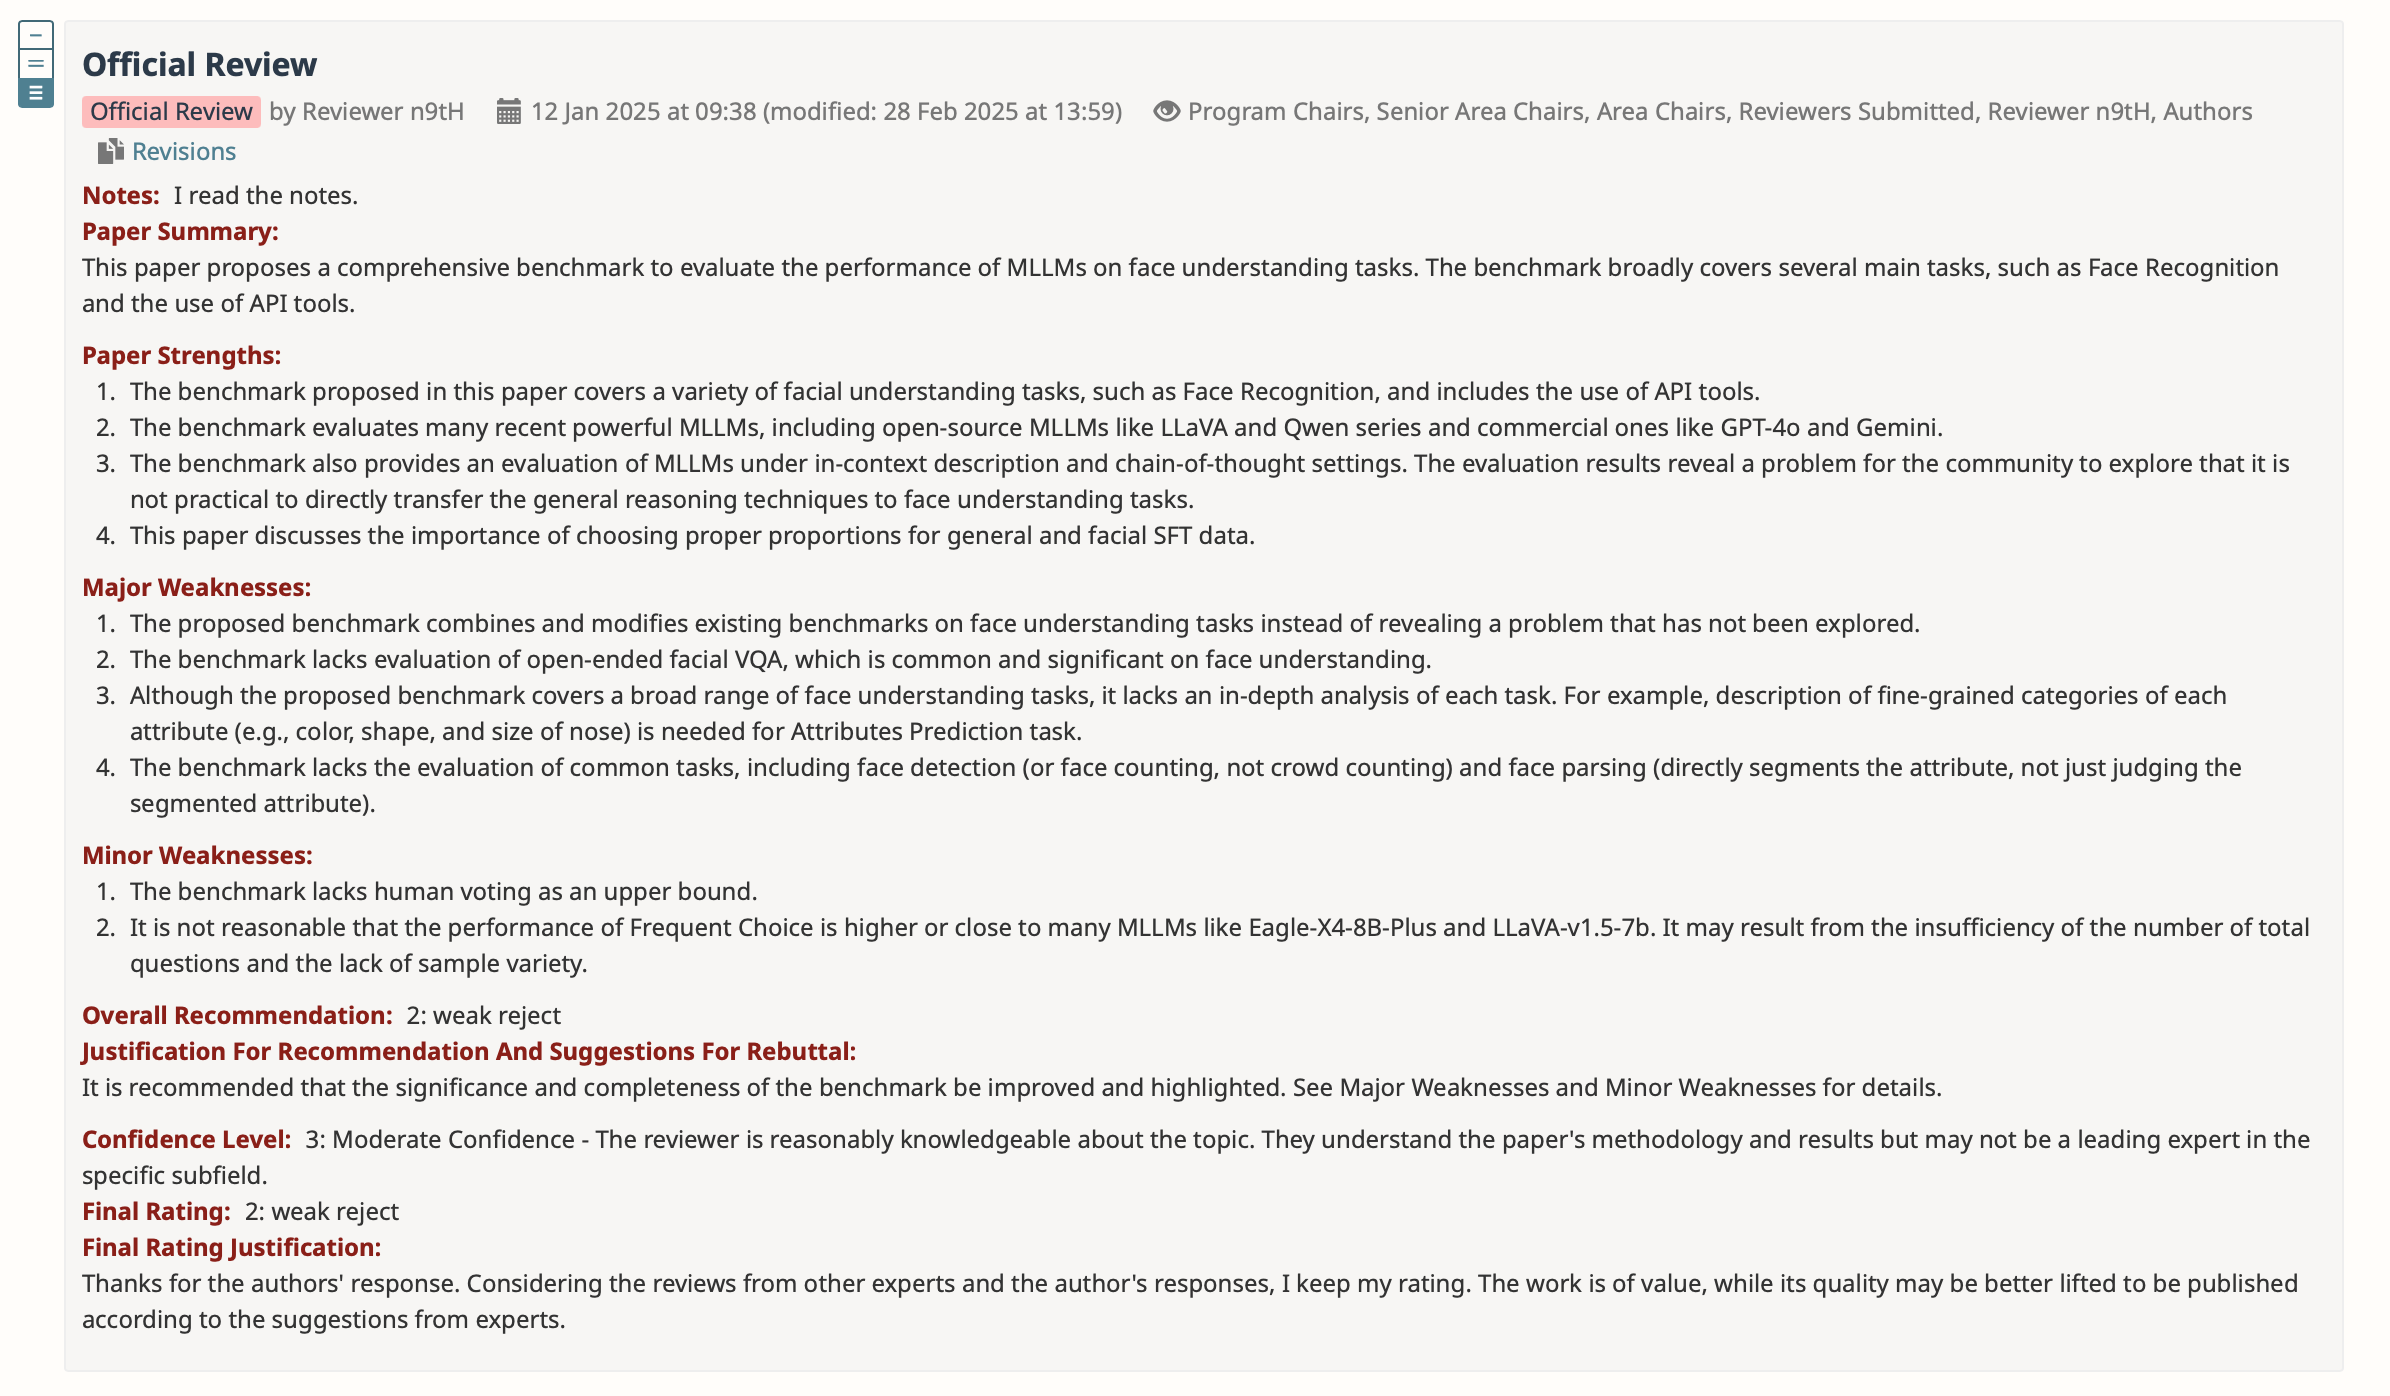 Official Review
Official Review by Reviewer n9tH 12 Jan 2025 at 09:38 (modified: 28 Feb 2025 at 13:59) Program Chairs, Senior Area Chairs, Area Chairs, Reviewers Submitted, Reviewer n9tH, Authors
Revisions
Notes: I read the notes.
Paper Summary:
This paper proposes a comprehensive benchmark to evaluate the performance of MLLMs on face understanding tasks. The benchmark broadly covers several main tasks, such as Face Recognition
and the use of API tools.
Paper Strengths:
1. The benchmark proposed in this paper covers a variety of facial understanding tasks, such as Face Recognition, and includes the use of API tools.
2. The benchmark evaluates many recent powerful MLLMs, including open-source MLLMs like LLaVA and Qwen series and commercial ones like GPT-4o and Gemini.
3. The benchmark also provides an evaluation of MLLMs under in-context description and chain-of-thought settings. The evaluation results reveal a problem for the community to explore that it is
not practical to directly transfer the general reasoning techniques to face understanding tasks.
4. This paper discusses the importance of choosing proper proportions for general and facial SFT data.
Major Weaknesses:
1. The proposed benchmark combines and modifies existing benchmarks on face understanding tasks instead of revealing a problem that has not been explored.
2. The benchmark lacks evaluation of open-ended facial VQA, which is common and significant on face understanding.
3. Although the proposed benchmark covers a broad range of face understanding tasks, it lacks an in-depth analysis of each task. For example, description of fine-grained categories of each
attribute (e.g., color, shape, and size of nose) is needed for Attributes Prediction task.
4. The benchmark lacks the evaluation of common tasks, including face detection (or face counting, not crowd counting) and face parsing (directly segments the attribute, not just judging the
segmented attribute).
Minor Weaknesses:
1. The benchmark lacks human voting as an upper bound.
2. It is not reasonable that the performance of Frequent Choice is higher or close to many MLLMs like Eagle-X4-8B-Plus and LLaVA-v1.5-7b. It may result from the insufficiency of the number of total
questions and the lack of sample variety.
Overall Recommendation: 2: weak reject
Justification For Recommendation And Suggestions For Rebuttal:
It is recommended that the significance and completeness of the benchmark be improved and highlighted. See Major Weaknesses and Minor Weaknesses for details.
Confidence Level: 3: Moderate Confidence - The reviewer is reasonably knowledgeable about the topic. They understand the paper's methodology and results but may not be a leading expert in the
specific subfield.
Final Rating: 2: weak reject
Final Rating Justification:
Thanks for the authors' response. Considering the reviews from other experts and the author's responses, I keep my rating. The work is of value, while its quality may be better lifted to be published
according to the suggestions from experts.